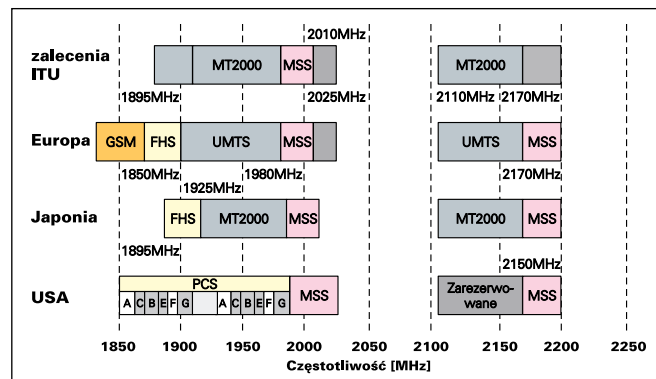 2010MHz
zalecenia
ITU
MT2000
MSS
MT2000
1895MHz
2025MHz
2110MHz
2170MHz
Europa
GSM
FHS
UMTS
MSS
UMTS
MSS
1850MHz
1980MHz
2170MHz
1925MHz
Japonia
FHS
MT2000
MSS
MT2000
MSS
1895MHz
2150MHz
PCS
USA
A C B E F G A C B E F G
MSS
Zarezerwo-
wane
MSS
1850 1900 1950 2000 2050 2100 2150 2200 2250
Częstotliwość [MHz]